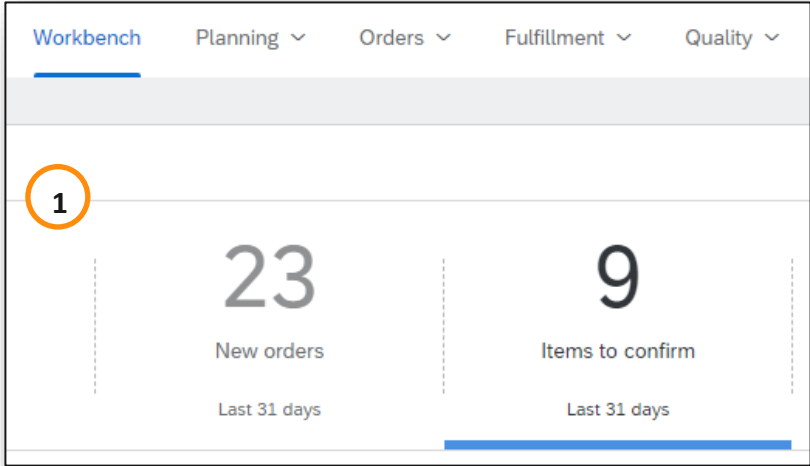 Workbench Planning Orders Fulfillment Quality
1
23 9
New orders Items to confirm
Last 31 days Last 31 days